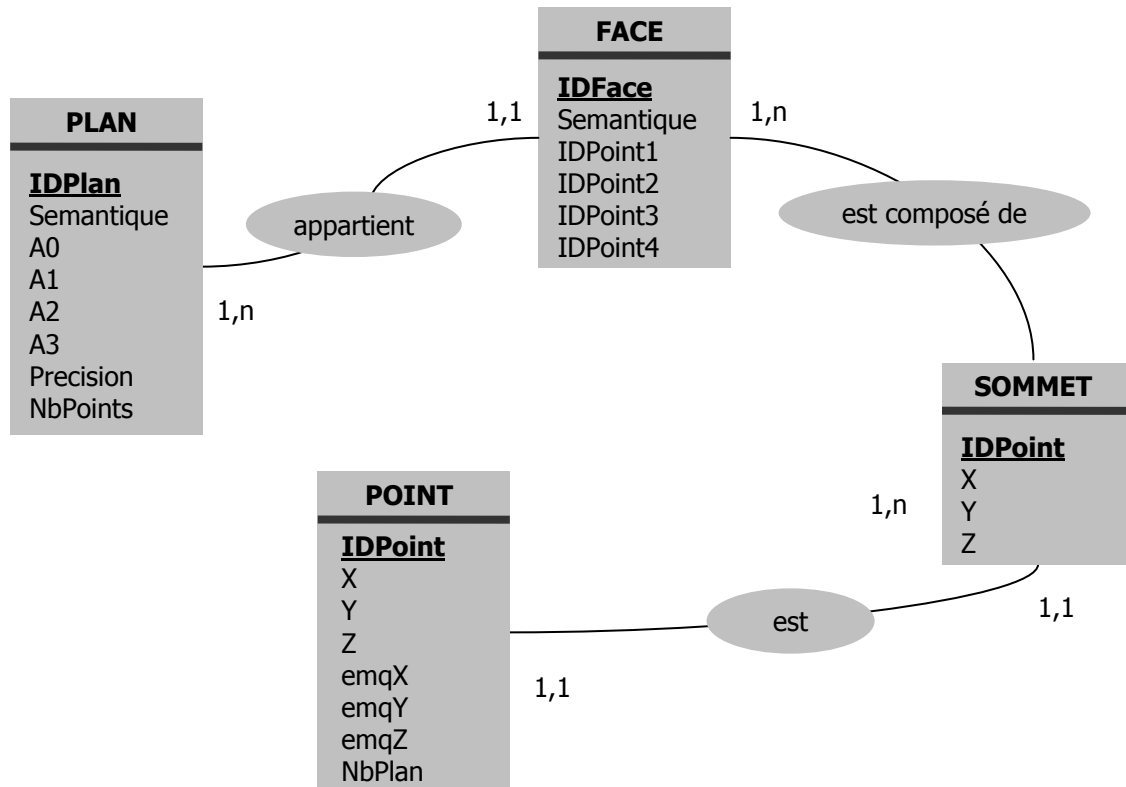 FACE
IDFace
Semantique
IDPoint1
IDPoint2
IDPoint3
IDPoint4
1,1
1,n
PLAN
IDPlan
Semantique
A0
A1
A2
A3
Precision
NbPoints
appartient
1,n
est composé de
SOMMET
IDPoint
X
Y
Z
1,n
1,1
POINT
IDPoint
X
Y
Z
emqX
emqY
emqZ
NbPlan
est
1,1